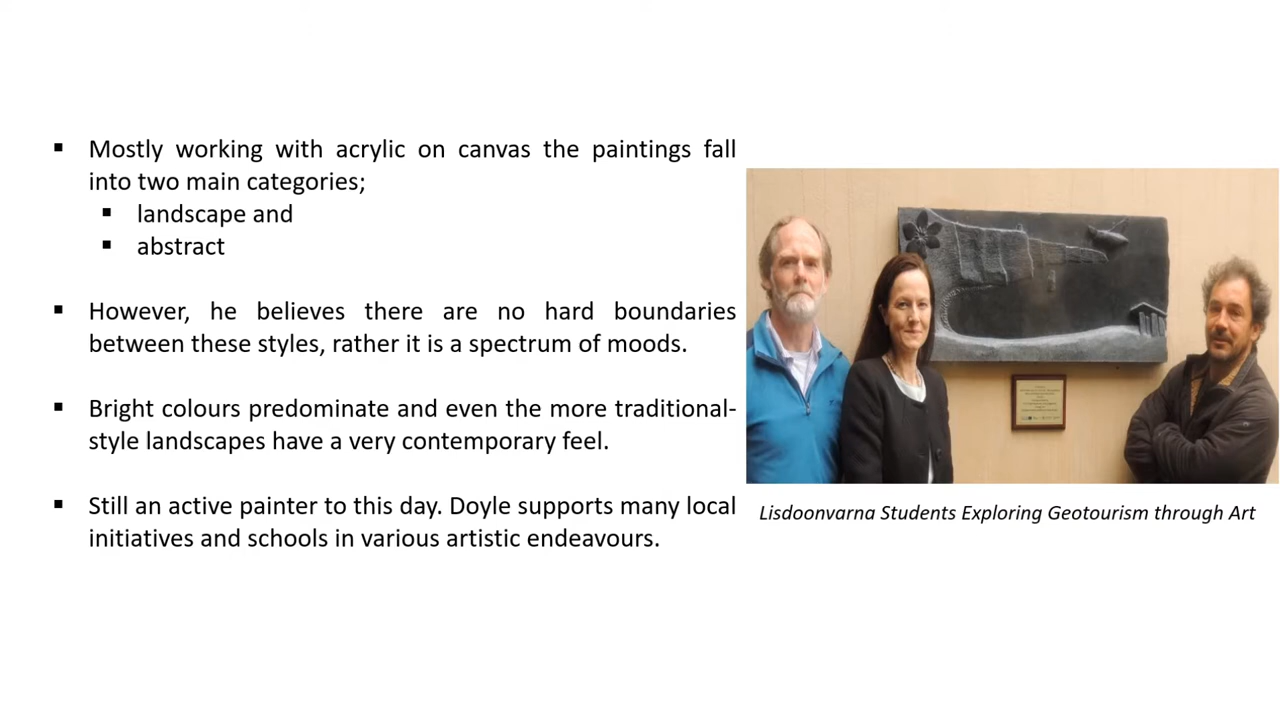 ▪ Mostly working with acrylic on canvas the paintings fall
into two main categories;
▪ landscape and
▪ abstract
▪ However, he believes there are no hard boundaries
between these styles, rather it is a spectrum of moods.
▪ Bright colours predominate and even the more traditional-
style landscapes have a very contemporary feel.
▪ Still an active painter to this day. Doyle supports many local
initiatives and schools in various artistic endeavours.
Lisdoonvarna Students Exploring Geotourism through Art